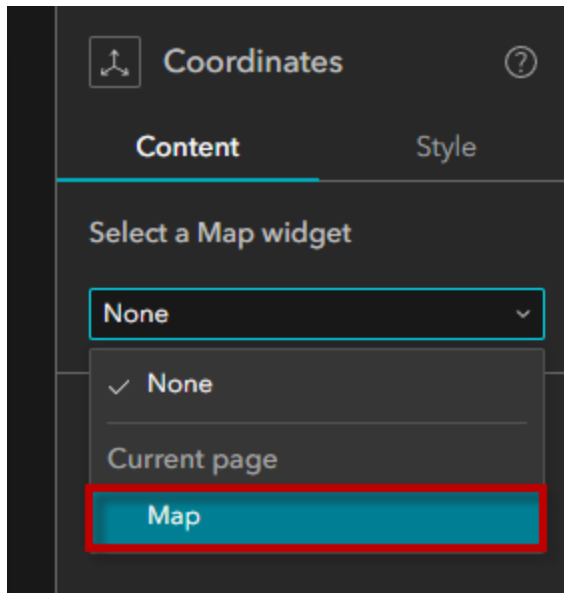 Coordinates
Content Style
Select a Map widget
None
None
Current page
Map